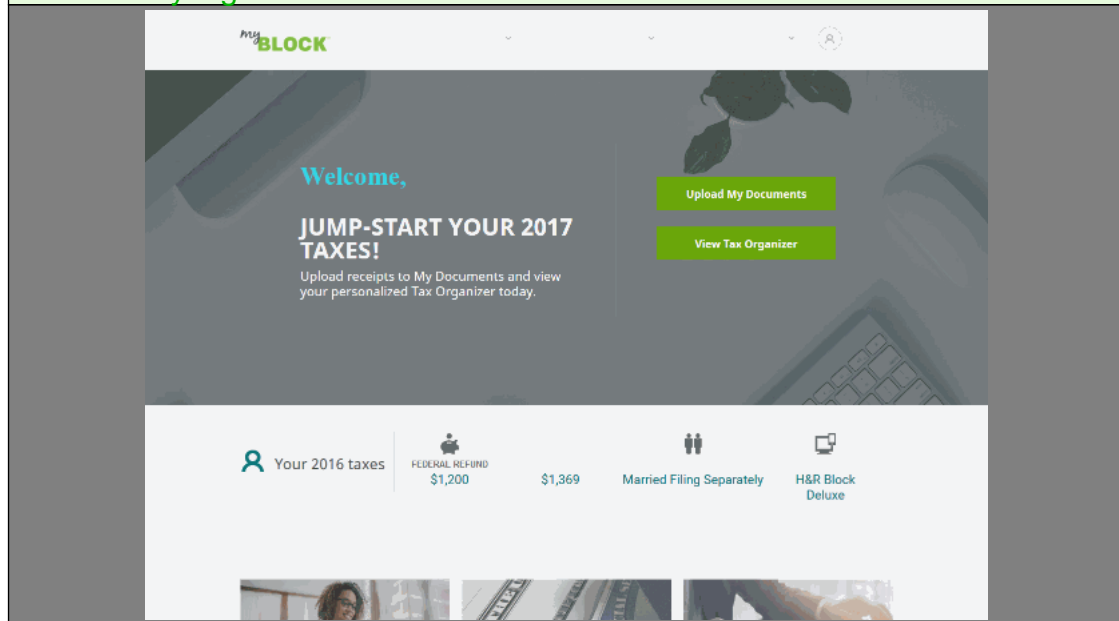 myBLOCK
Welcome,
JUMP-START YOUR 2017
TAXES!
Upload receipts to My Documents and view
your personalized Tax Organizer today.
Upload My Documents
View Tax Organizer
Your 2016 taxes
FEDERAL REFUND
$1,200
$1,369
Married Filing Separately
H&R Block
Deluxe